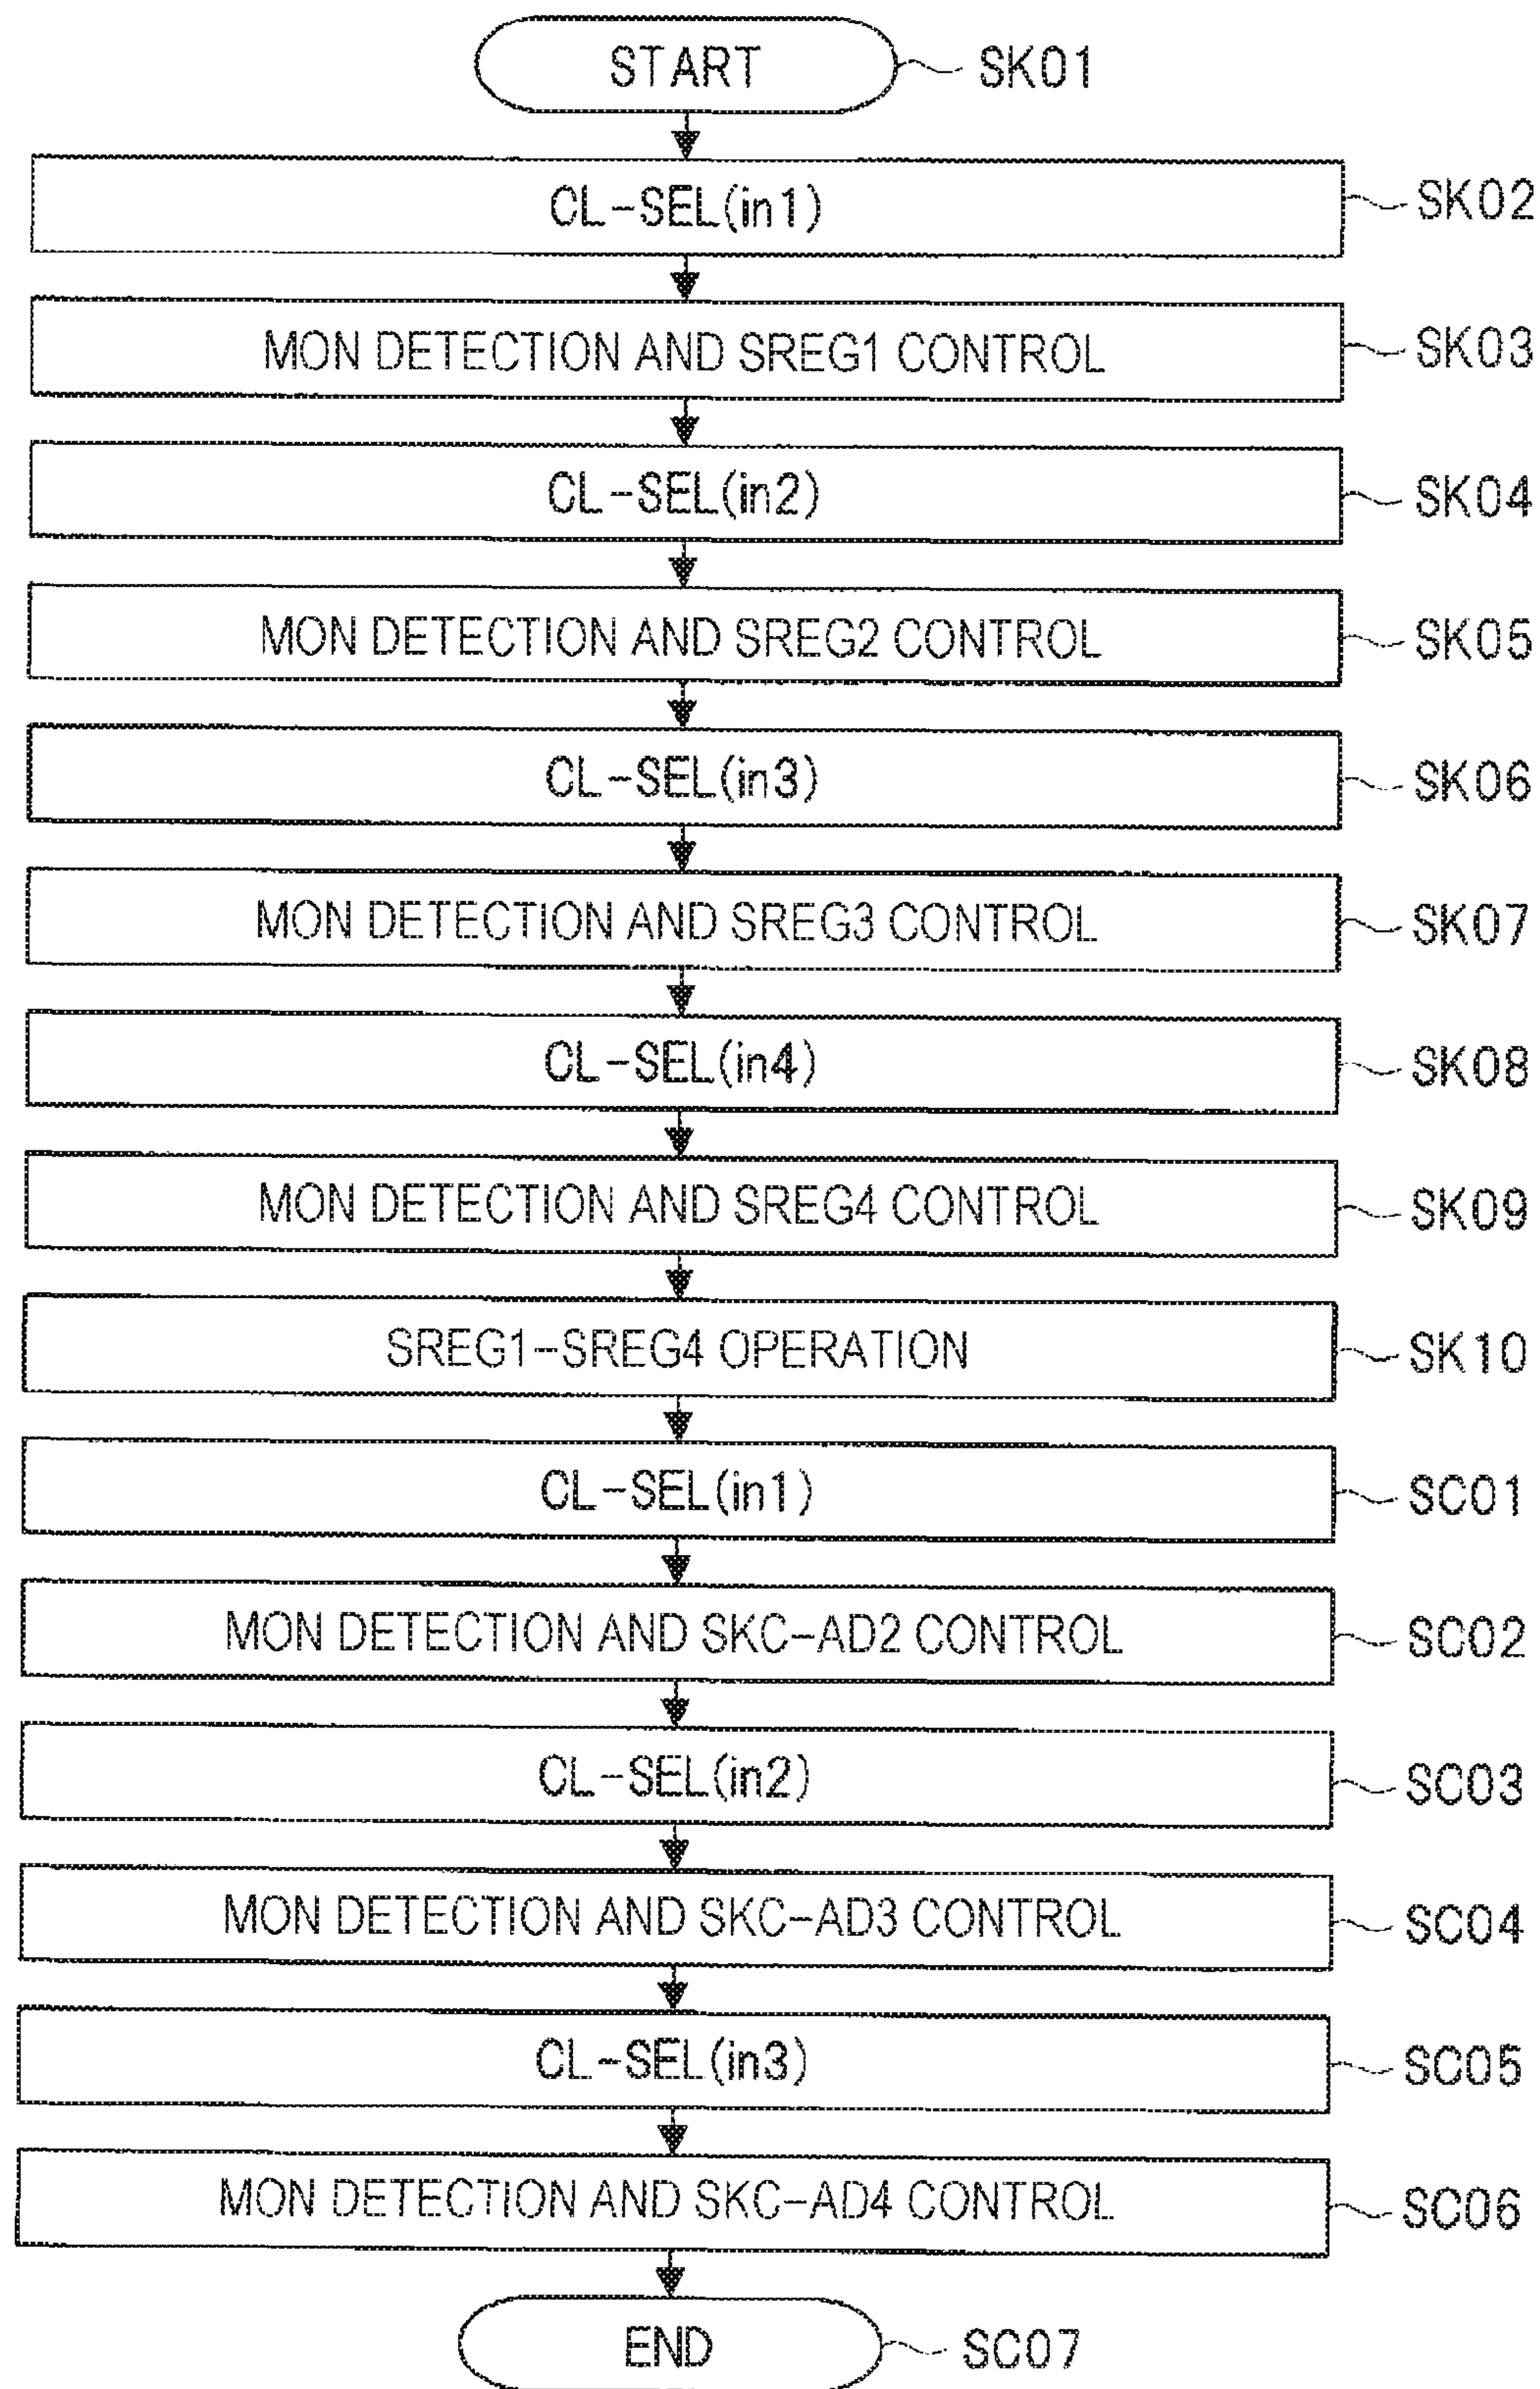 START SK01
CL-SEL(in1) SK02
MON DETECTION AND SREG1 CONTROL SK03
CL-SEL(in2) SK04
MON DETECTION AND SREG2 CONTROL SK05
CL-SEL(in3) SK06
MON DETECTION AND SREG3 CONTROL SK07
CL-SEL(in4) SK08
MON DETECTION AND SREG4 CONTROL SK09
SREG1-SREG4 OPERATION SK10
CL-SEL(in1) SC01
MON DETECTION AND SKC-AD2 CONTROL SC02
CL-SEL(in2) SC03
MON DETECTION AND SKC-AD3 CONTROL SC04
CL-SEL(in3) SC05
MON DETECTION AND SKC-AD4 CONTROL SC06
END SC07